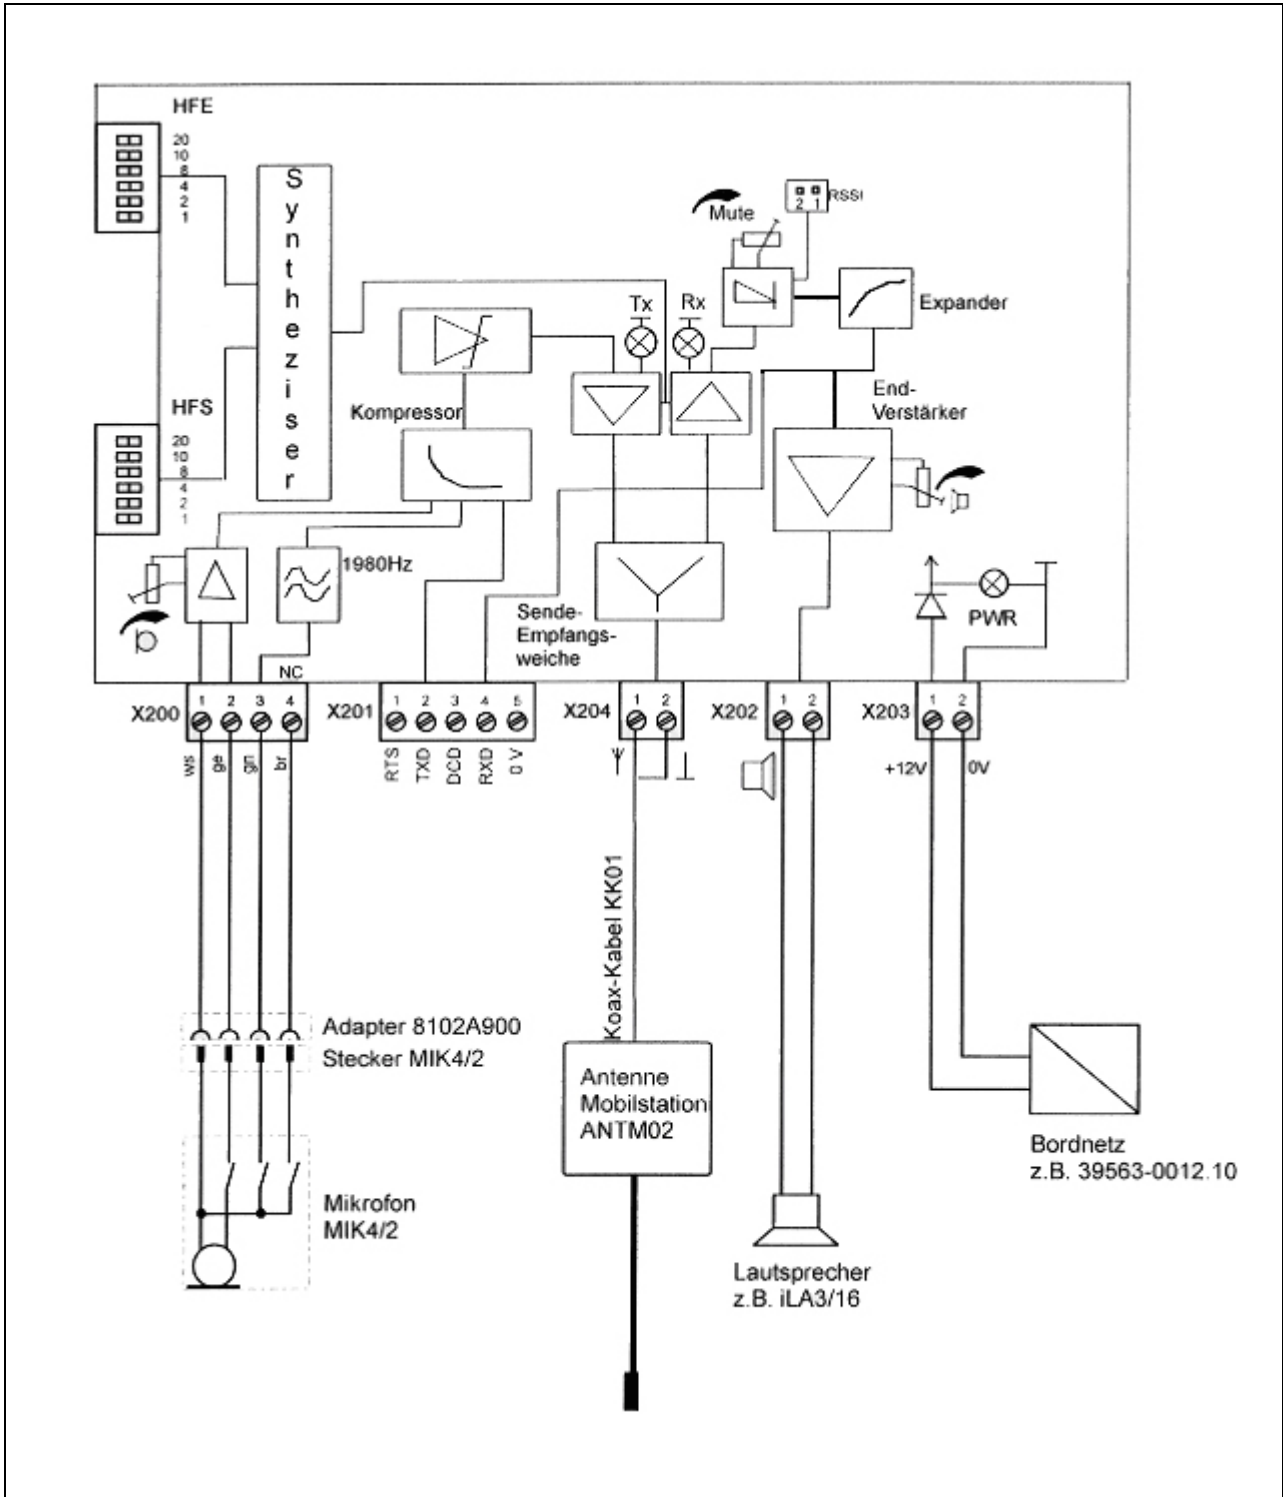 HFE
20
10
8
4
2
1
Syntheziser
Mute
2 1
RSSI
Tx
Rx
Expander
HFS
20
10
8
4
2
1
Kompressor
End-
Verstärker
1980Hz
Sende-
Empfangs-
weiche
PWR
NC
X200
1 2 3 4
X201
1 2 3 4 5
X204
1 2
X202
1 2
X203
1 2
ws
ge
gn
br
RTS
TXD
DCD
RXD
0 V
+12V
0V
Koax-Kabel KK01
Adapter 8102A900
Stecker MIK4/2
Antenne
Mobilstation
ANTM02
Bordnetz
z.B. 39563-0012.10
Mikrofon
MIK4/2
Lautsprecher
z.B. iLA3/16